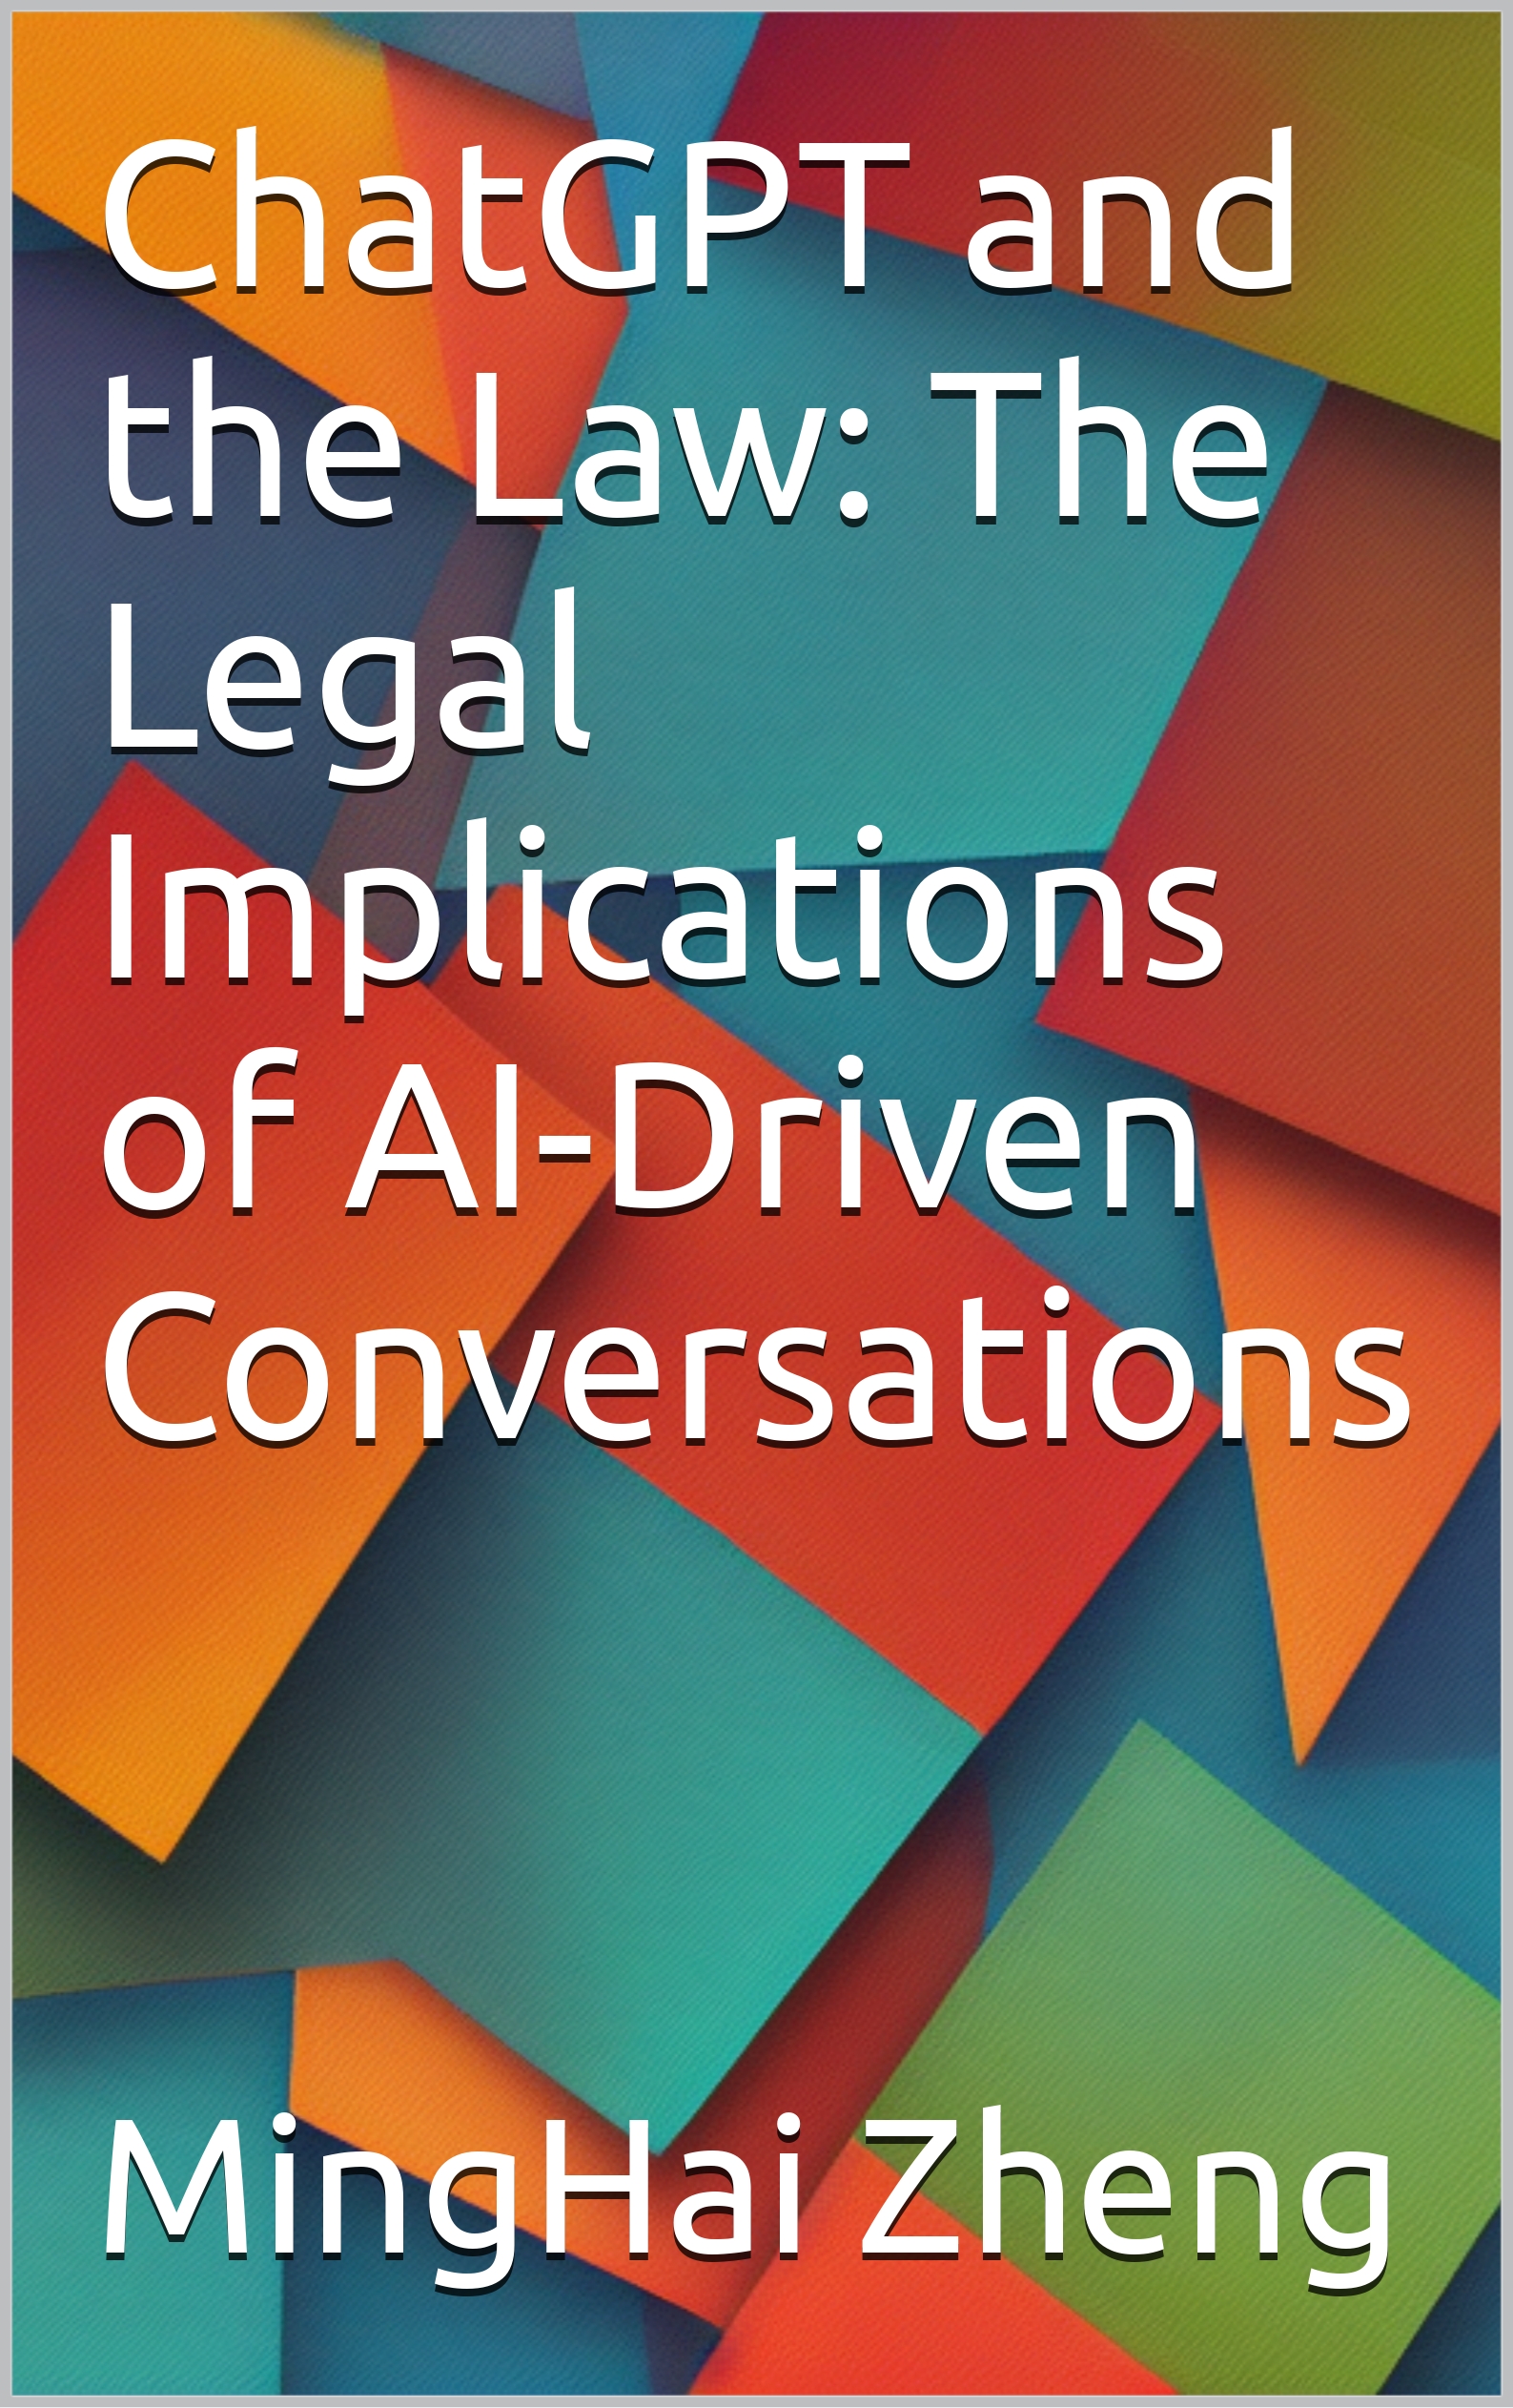 ChatGPT and
the Law: The
Legal
Implications
of AI-Driven
Conversations
MingHai Zheng